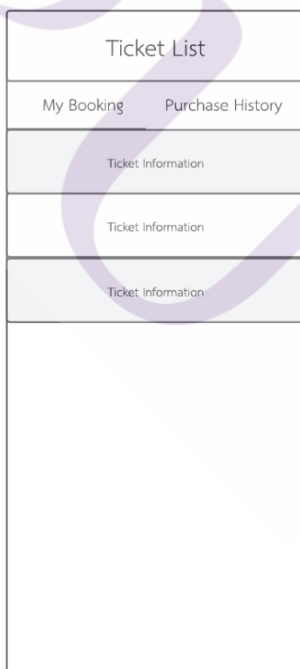 Ticket List
My Booking Purchase History
Ticket Information
Ticket Information
Ticket Information